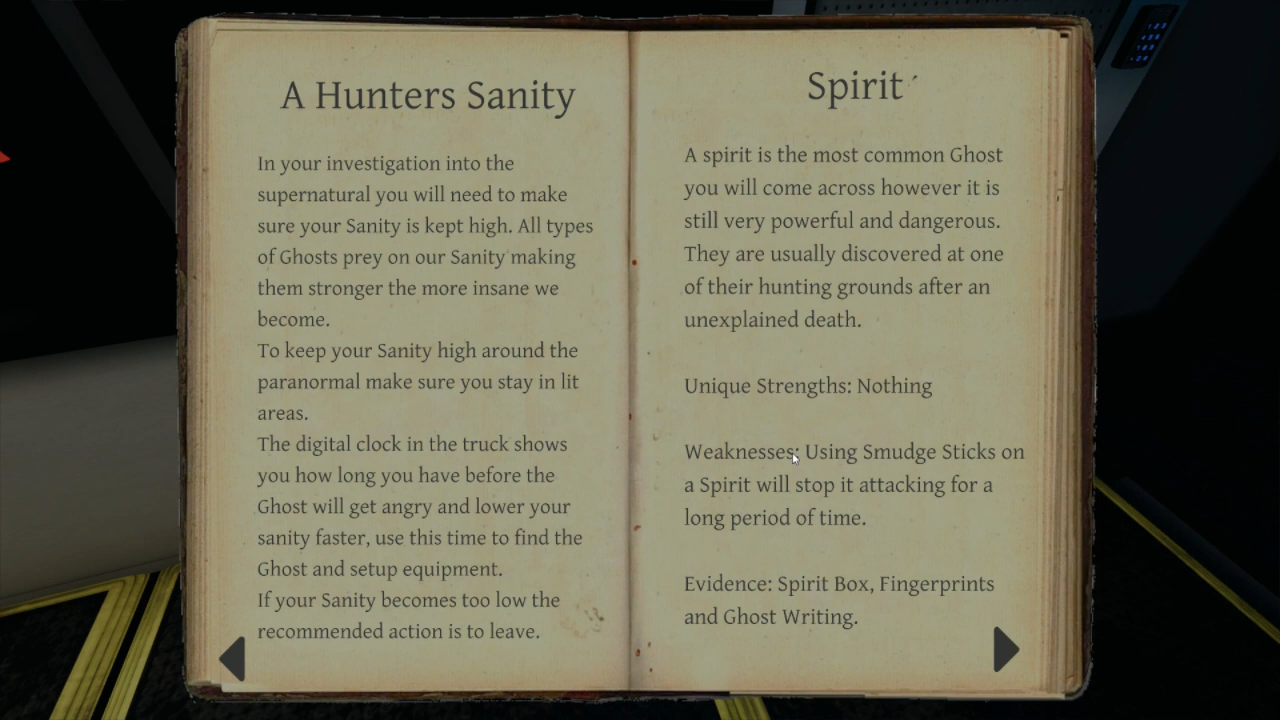 A Hunters Sanity
In your investigation into the
supernatural you will need to make
sure your Sanity is kept high. All types
of Ghosts prey on our Sanity making
them stronger the more insane we
become.
To keep your Sanity high around the
paranormal make sure you stay in lit
areas.
The digital clock in the truck shows
you how long you have before the
Ghost will get angry and lower your
sanity faster, use this time to find the
Ghost and setup equipment.
If your Sanity becomes too low the
recommended action is to leave.
Spirit
A spirit is the most common Ghost
you will come across however it is
still very powerful and dangerous.
They are usually discovered at one
of their hunting grounds after an
unexplained death.
Unique Strengths: Nothing
Weaknesses: Using Smudge Sticks on
a Spirit will stop it attacking for a
long period of time.
Evidence: Spirit Box, Fingerprints
and Ghost Writing.